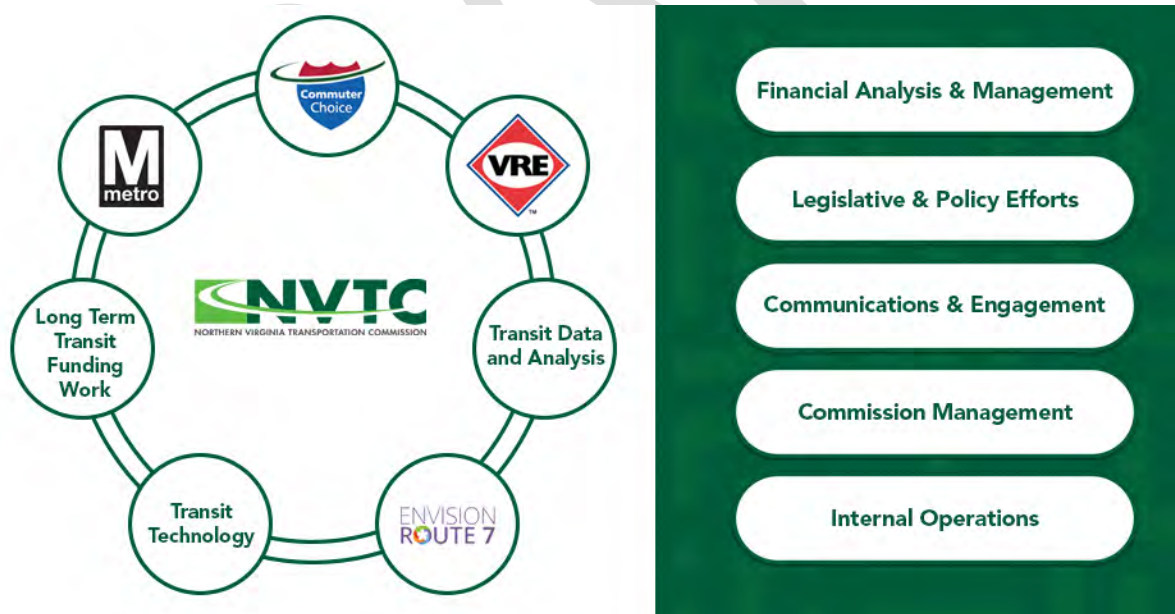 Commuter
Choice
M
metro
VRE
TM
NVTC
NORTHERN VIRGINIA TRANSPORTATION COMMISSION
Long Term
Transit
Funding
Work
Transit Data
and Analysis
Transit
Technology
ENVISION
ROUTE 7
Financial Analysis & Management
Legislative & Policy Efforts
Communications & Engagement
Commission Management
Internal Operations